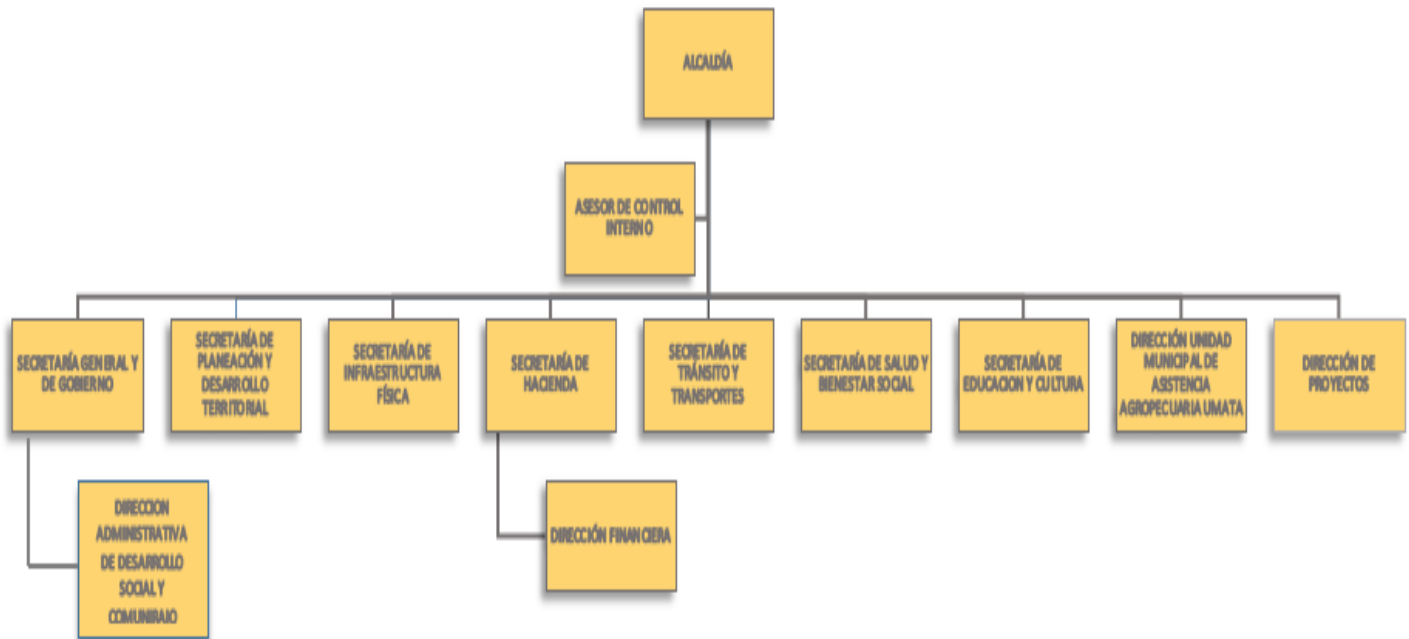 ALCALDÍA
ASESOR DE CONTROL
INTERNO
SECRETARÍA GENERAL Y
DE GOBIERNO
SECRETARÍA DE
PLANEACIÓN Y
DESARROLLO
TERRITORIAL
SECRETARÍA DE
INFRAESTRUCTURA
FÍSICA
SECRETARÍA DE
HACIENDA
SECRETARÍA DE
TRÁNSITO Y
TRANSPORTES
SECRETARÍA DE SALUD Y
BIENESTAR SOCIAL
SECRETARÍA DE
EDUCACION Y CULTURA
DIRECCIÓN UNIDAD
MUNICIPAL DE
ASISTENCIA
AGROPECUARIA UMATA
DIRECCIÓN DE
PROYECTOS
DIRECCION
ADMINISTRATIVA
DE DESARROLLO
SOCIAL Y
DIRECCIÓN FINANCIERA